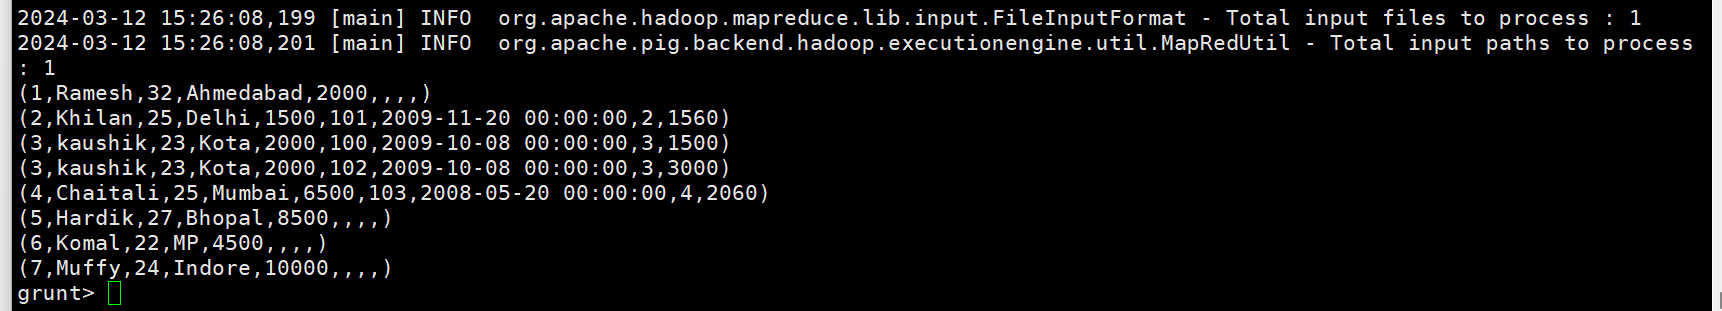 2024-03-12 15:26:08,199 [main] INFO  org.apache.hadoop.mapreduce.lib.input.FileInputFormat - Total input files to process : 1
2024-03-12 15:26:08,201 [main] INFO  org.apache.pig.backend.hadoop.executionengine.util.MapRedUtil - Total input paths to process
: 1
(1,Ramesh,32,Ahmedabad,2000,,,,)
(2,Khilan,25,Delhi,1500,101,2009-11-20 00:00:00,2,1560)
(3,kaushik,23,Kota,2000,100,2009-10-08 00:00:00,3,1500)
(3,kaushik,23,Kota,2000,102,2009-10-08 00:00:00,3,3000)
(4,Chaitali,25,Mumbai,6500,103,2008-05-20 00:00:00,4,2060)
(5,Hardik,27,Bhopal,8500,,,,)
(6,Komal,22,MP,4500,,,,)
(7,Muffy,24,Indore,10000,,,,)
grunt>